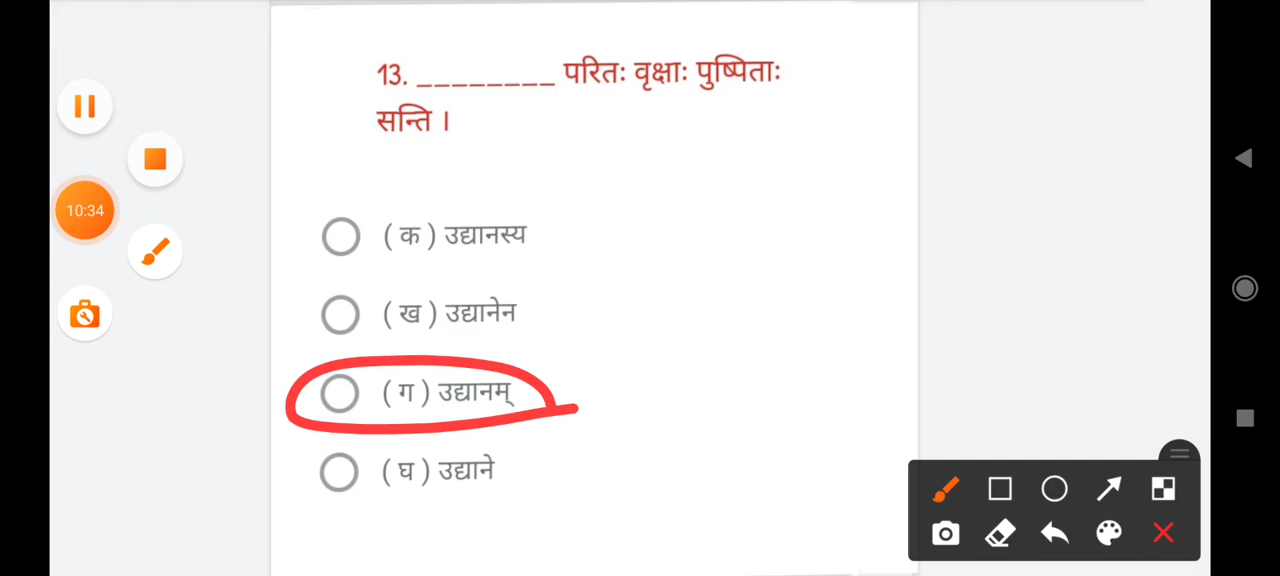 13. ________ परितः वृक्षाः पुष्पिताः
सन्ति ।
( क ) उद्यानस्य
( ख ) उद्यानेन
( ग ) उद्यानम्
( घ ) उद्याने
10:34